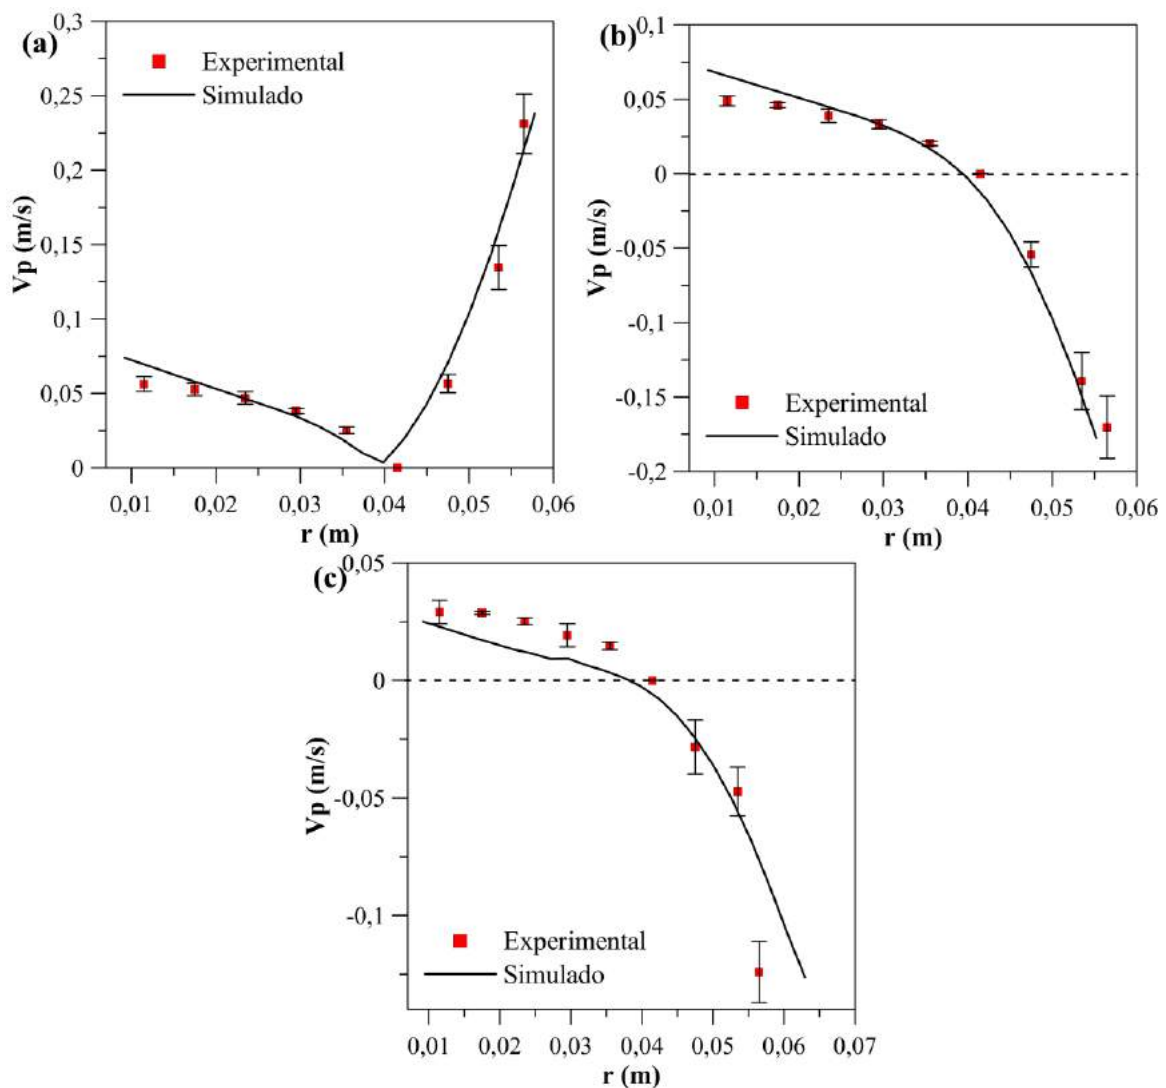 (a)
0,3
0,25
0,2
0,15
0,1
0,05
0
Vp (m/s)
Experimental
Simulado
0,01 0,02 0,03 0,04 0,05 0,06
r (m)
(b)
0,1
0,05
0
-0,05
-0,1
-0,15
-0,2
Vp (m/s)
Experimental
Simulado
0,01 0,02 0,03 0,04 0,05 0,06
r (m)
(c)
0,05
0
-0,05
-0,1
Vp (m/s)
Experimental
Simulado
0,01 0,02 0,03 0,04 0,05 0,06 0,07
r (m)